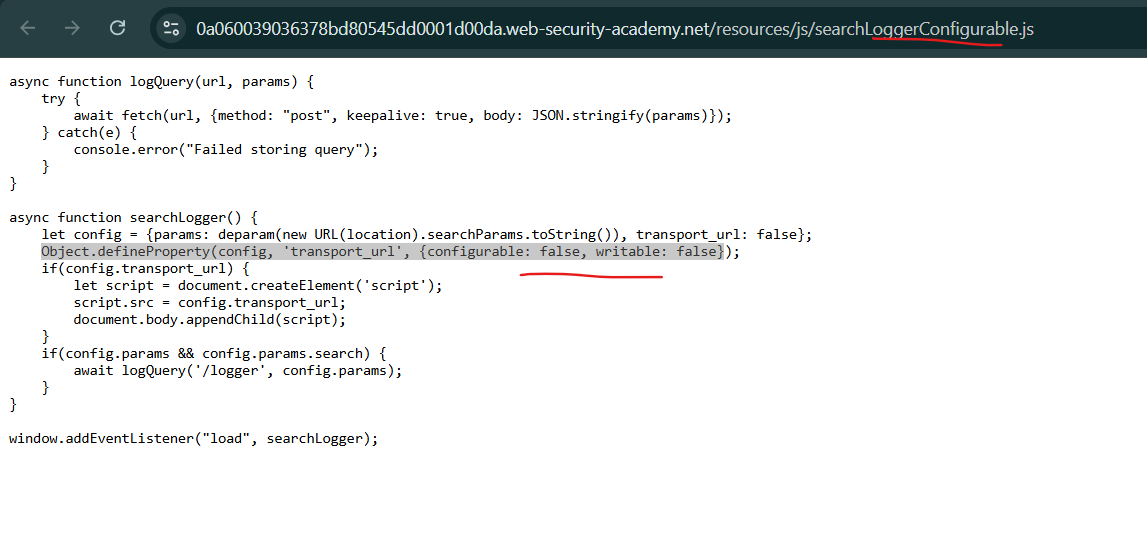 0a060039036378bd80545dd0001d00da.web-security-academy.net/resources/js/searchLoggerConfigurable.js
async function logQuery(url, params) {
    try {
        await fetch(url, {method: "post", keepalive: true, body: JSON.stringify(params)});
    } catch(e) {
        console.error("Failed storing query");
    }
}
async function searchLogger() {
    let config = {params: deparam(new URL(location).searchParams.toString()), transport_url: false};
    Object.defineProperty(config, 'transport_url', {configurable: false, writable: false});
    if(config.transport_url) {
        let script = document.createElement('script');
        script.src = config.transport_url;
        document.body.appendChild(script);
    }
    if(config.params && config.params.search) {
        await logQuery('/logger', config.params);
    }
}
window.addEventListener("load", searchLogger);